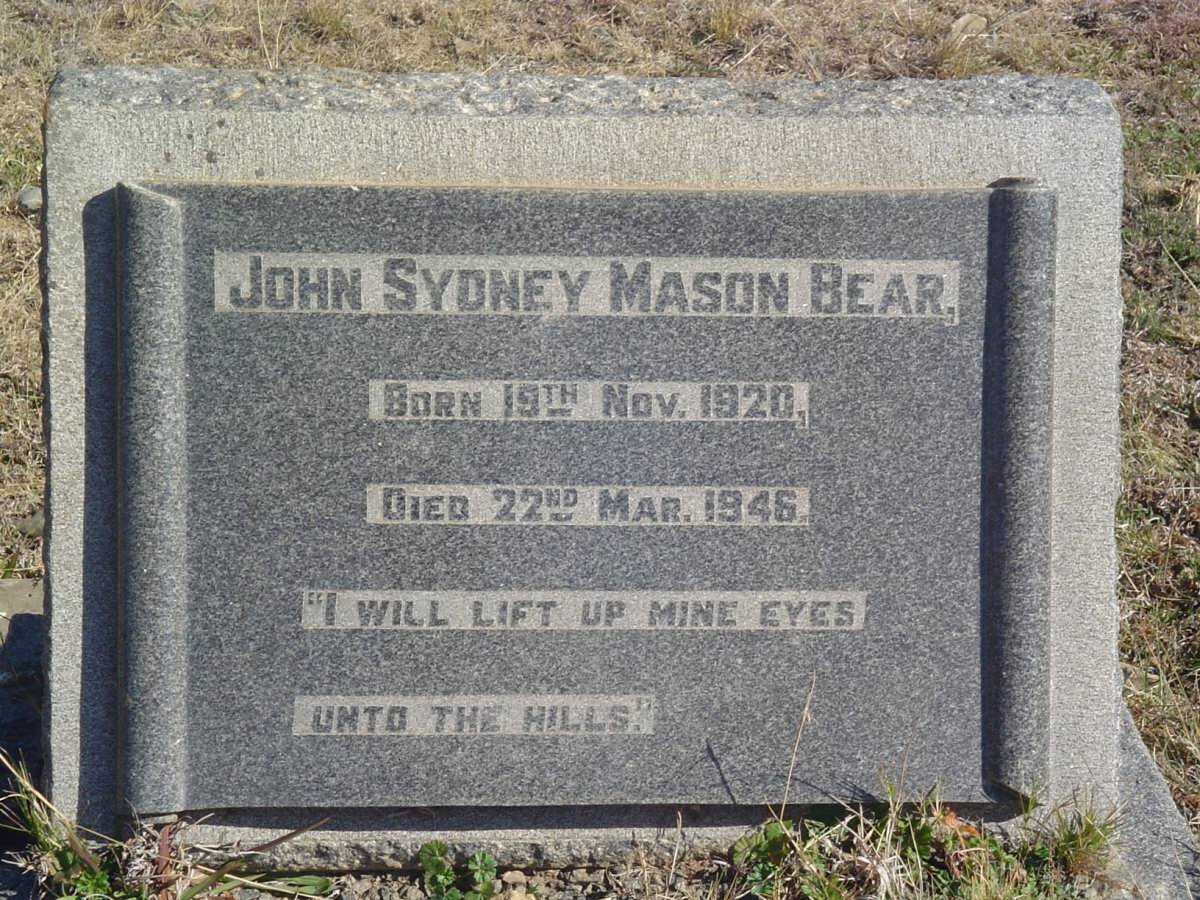 JOHN SYDNEY MASON BEAR,
BORN 19TH NOV. 1920,
DIED 22ND MAR. 1946.
"I WILL LIFT UP MINE EYES
UNTO THE HILLS."